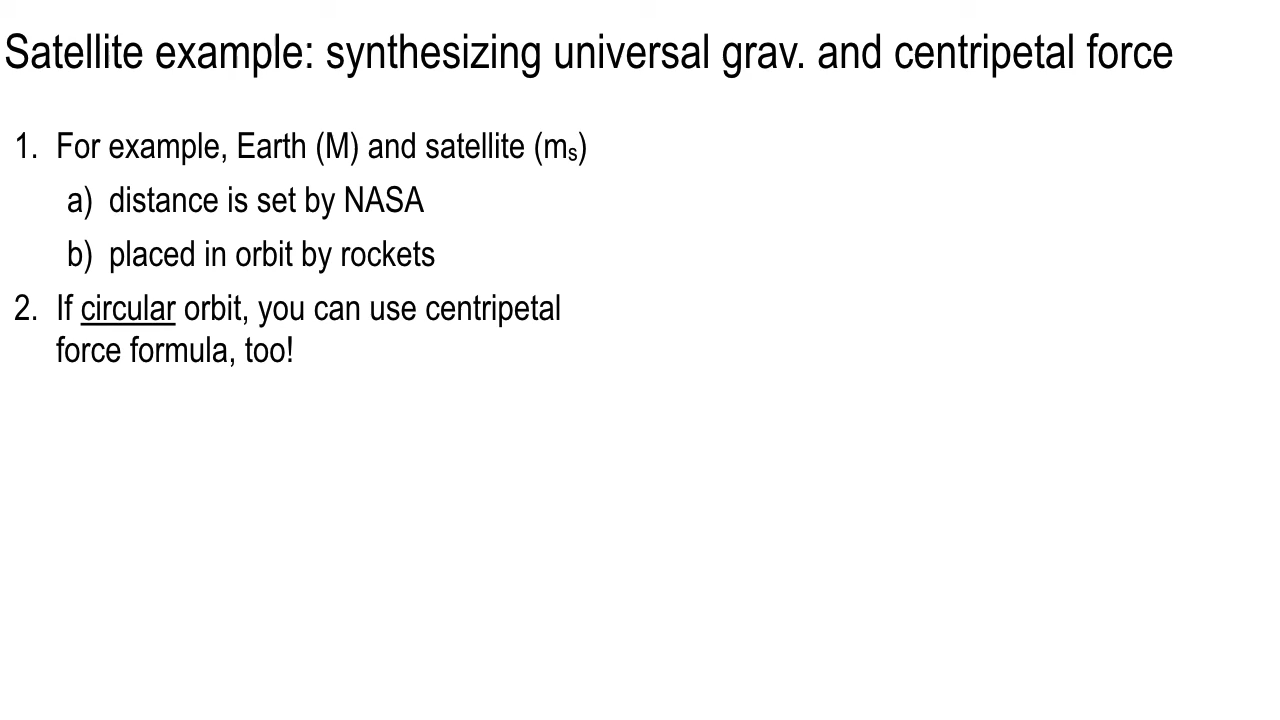 Satellite example: synthesizing universal grav. and centripetal force
1. For example, Earth (M) and satellite (ms)
a) distance is set by NASA
b) placed in orbit by rockets
2. If circular orbit, you can use centripetal
force formula, too!